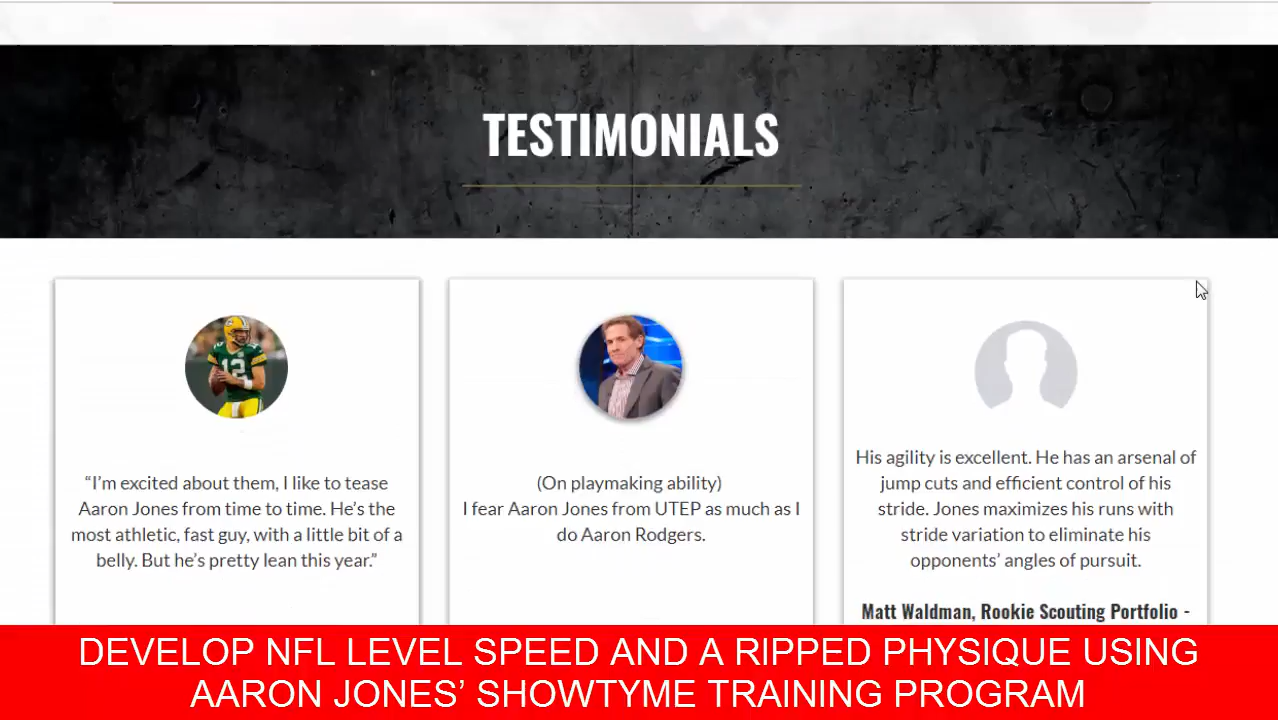 TESTIMONIALS
“I’m excited about them, I like to tease
Aaron Jones from time to time. He’s the
most athletic, fast guy, with a little bit of a
belly. But he’s pretty lean this year.”
(On playmaking ability)
I fear Aaron Jones from UTEP as much as I
do Aaron Rodgers.
His agility is excellent. He has an arsenal of
jump cuts and efficient control of his
stride. Jones maximizes his runs with
stride variation to eliminate his
opponents’ angles of pursuit.
Matt Waldman, Rookie Scouting Portfolio -
DEVELOP NFL LEVEL SPEED AND A RIPPED PHYSIQUE USING
AARON JONES’ SHOWTYME TRAINING PROGRAM